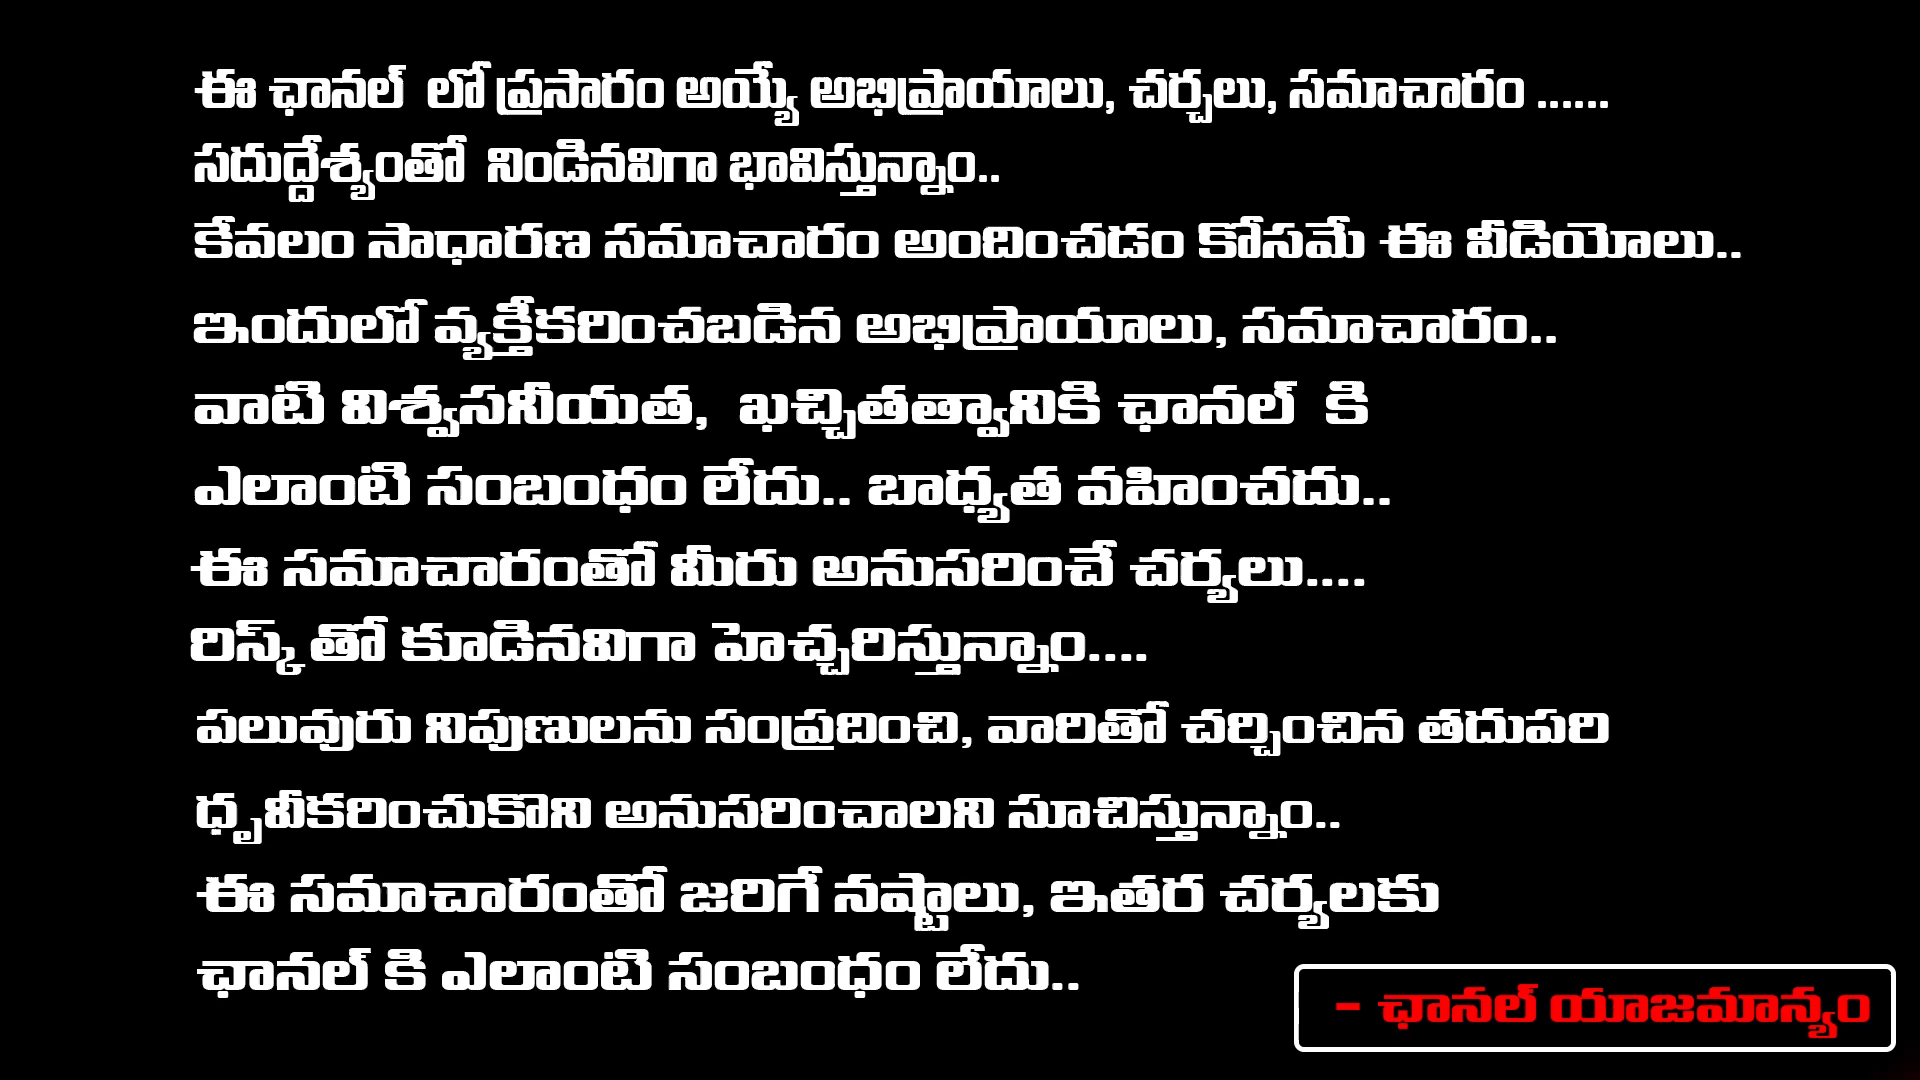 ఈ ఛానల్ లో ప్రసారం అయ్యే అభిప్రాయాలు, చర్చలు, సమాచారం ......
సదుద్దేశ్యంతో నిండినవిగా భావిస్తున్నాం..
కేవలం సాధారణ సమాచారం అందించడం కోసమే ఈ వీడియోలు..
ఇందులో వ్యక్తీకరించబడిన అభిప్రాయాలు, సమాచారం..
వాటి విశ్వసనీయత, ఖచ్చితత్వానికి ఛానల్ కి
ఎలాంటి సంబంధం లేదు.. బాధ్యత వహించదు..
ఈ సమాచారంతో మీరు అనుసరించే చర్యలు....
రిస్క్ తో కూడినవిగా హెచ్చరిస్తున్నాం....
పలువురు నిపుణులను సంప్రదించి, వారితో చర్చించిన తదుపరి
ధృవీకరించుకొని అనుసరించాలని సూచిస్తున్నాం..
ఈ సమాచారంతో జరిగే నష్టాలు, ఇతర చర్యలకు
ఛానల్ కి ఎలాంటి సంబంధం లేదు..
- ఛానల్ యాజమాన్యం